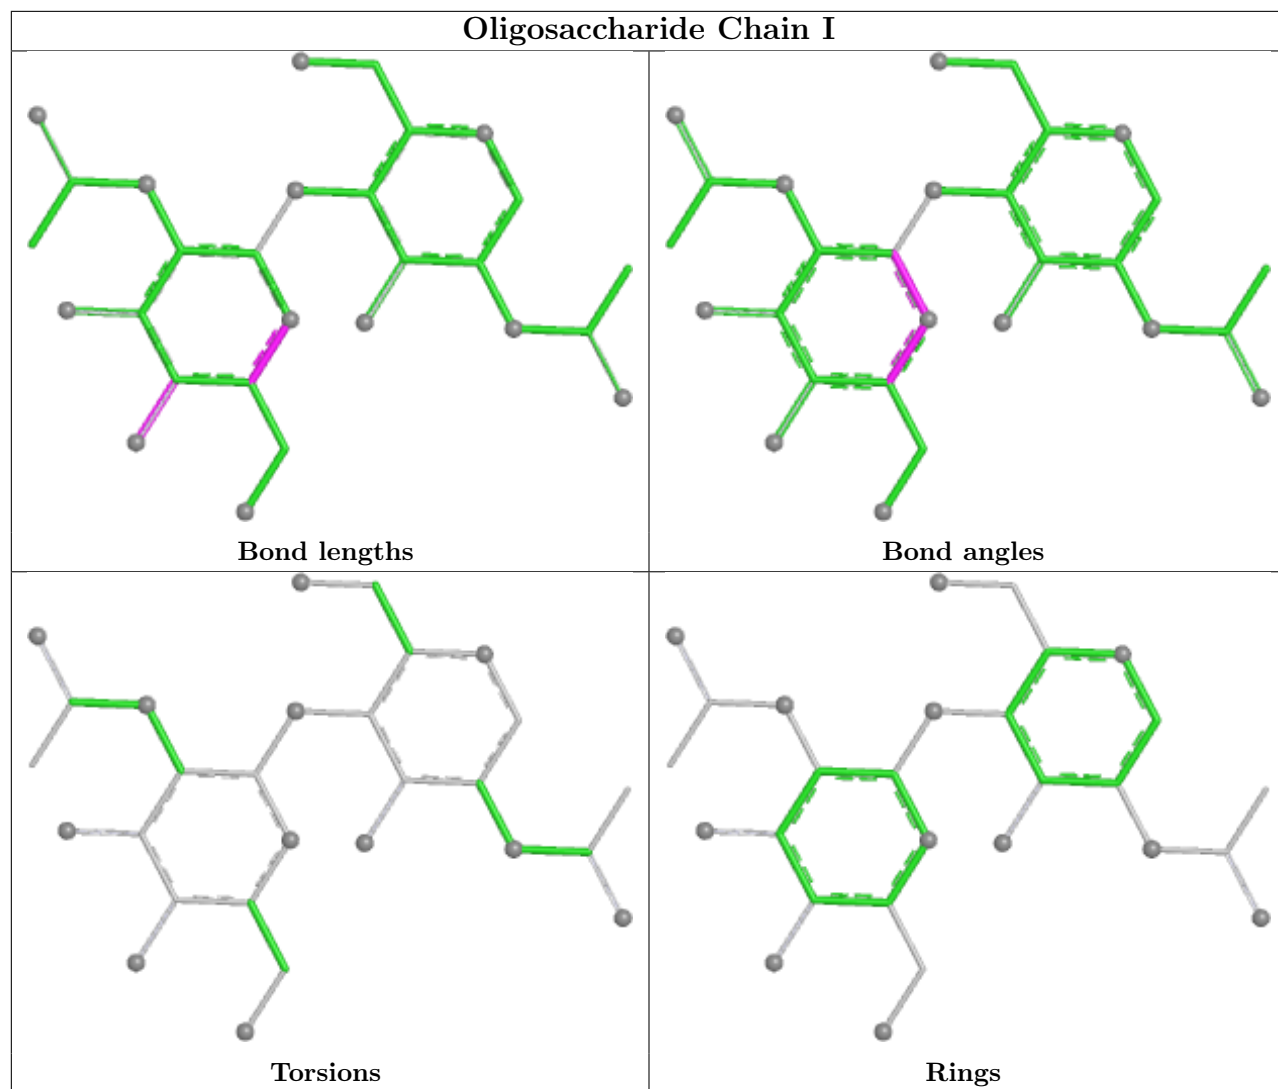 Oligosaccharide Chain I
Bond lengths
Bond angles
Torsions
Rings